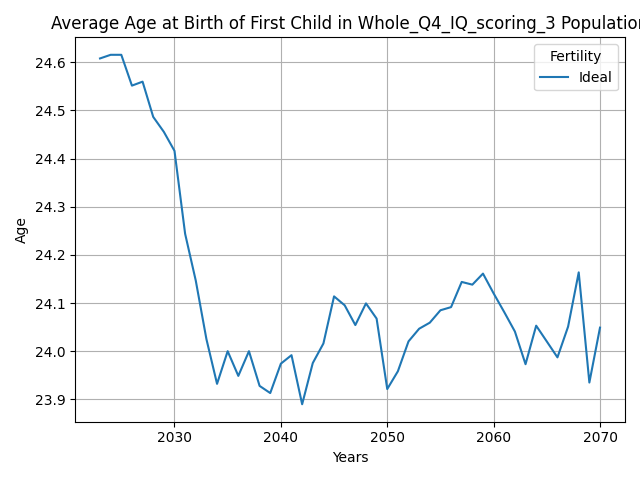 Average Age at Birth of First Child in Whole_Q4_IQ_scoring_3 Population
Fertility
Ideal
24.6
24.5
24.4
24.3
24.2
24.1
24.0
23.9
Age
2030 2040 2050 2060 2070
Years